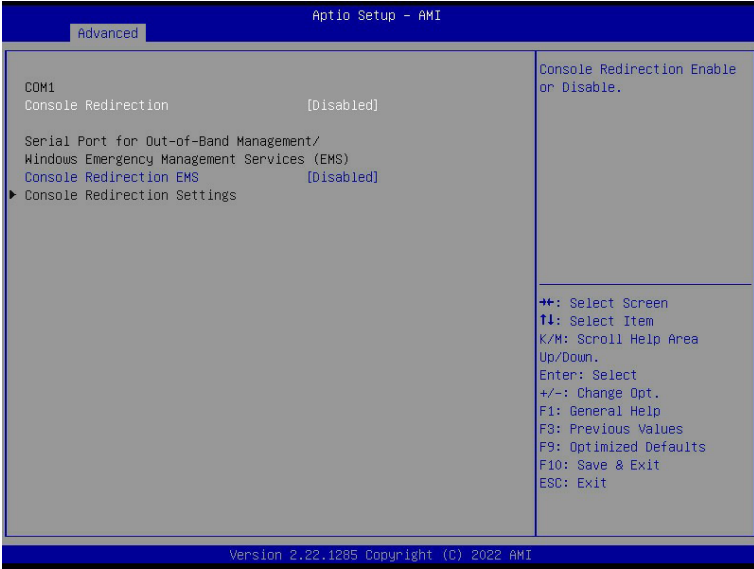 Aptio Setup – AMI
Advanced
COM1
Console Redirection [Disabled]
Serial Port for Out-of-Band Management/
Windows Emergency Management Services (EMS)
Console Redirection EMS [Disabled]
▶ Console Redirection Settings
Console Redirection Enable
or Disable.
→←: Select Screen
↑↓: Select Item
K/M: Scroll Help Area
Up/Down.
Enter: Select
+/-: Change Opt.
F1: General Help
F3: Previous Values
F9: Optimized Defaults
F10: Save & Exit
ESC: Exit
Version 2.22.1285 Copyright (C) 2022 AMI